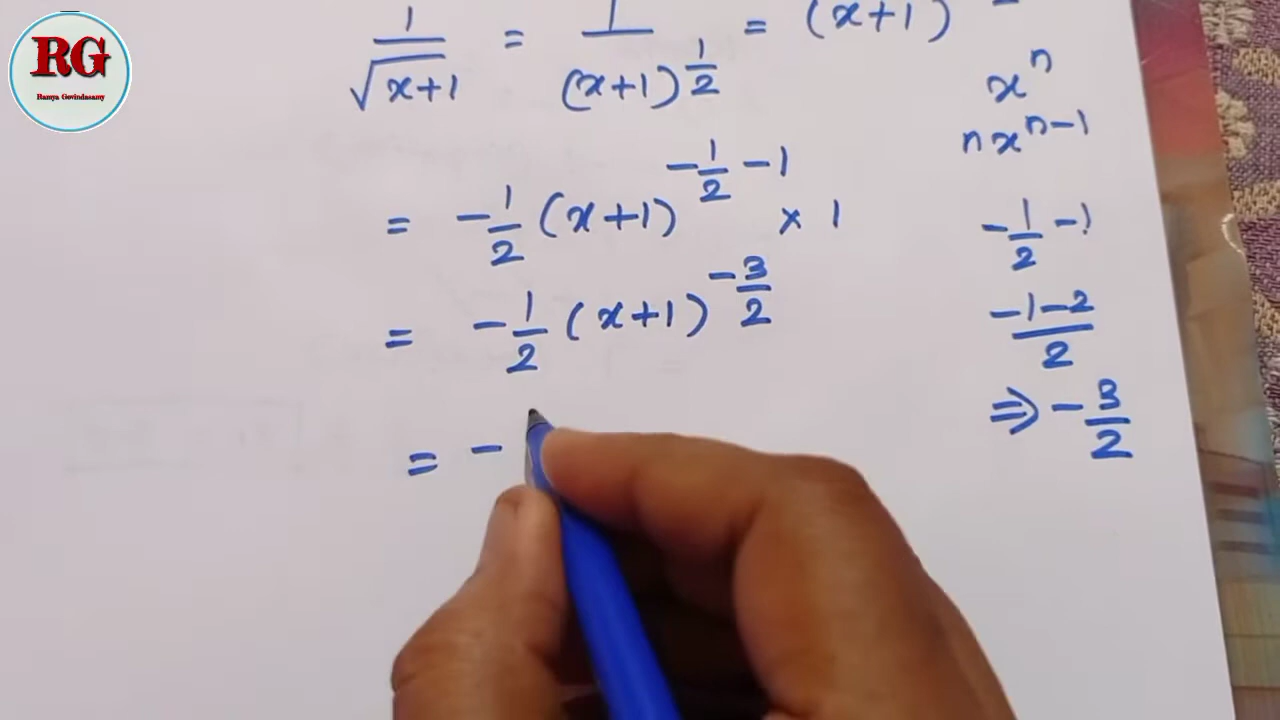 RG
Ramya Govindasamy
1/√(x+1) = 1/(x+1)^(1/2) = (x+1)^-
= -1/2 (x+1)^(-1/2 -1) × 1
= -1/2 (x+1)^(-3/2)
= -
x^n
nx^(n-1)
-1/2 -1
(-1-2)/2
⇒ -3/2